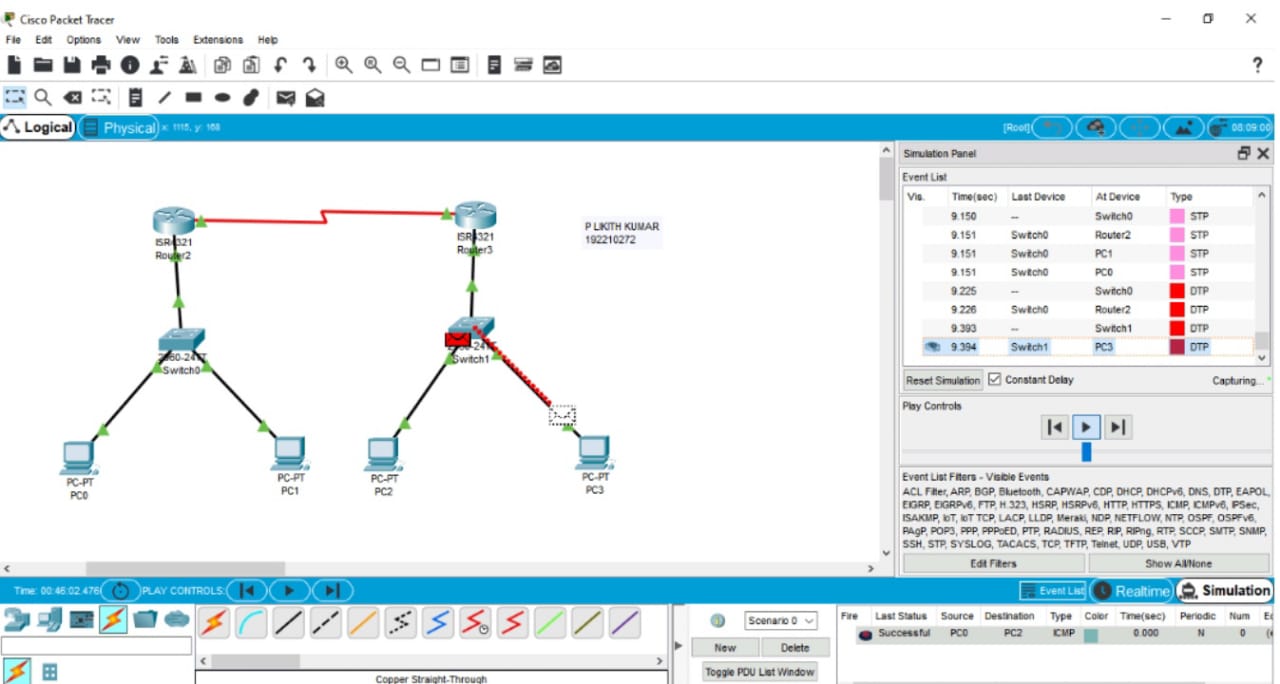 Cisco Packet Tracer
File Edit Options View Tools Extensions Help
?
Logical Physical x: 1115, y: 168 [Root] 08:09:00
Simulation Panel
Event List
Vis. Time(sec) Last Device At Device Type
9.150 -- Switch0 STP
9.151 Switch0 Router2 STP
9.151 Switch0 PC1 STP
9.151 Switch0 PC0 STP
9.225 -- Switch0 DTP
9.226 Switch0 Router2 DTP
9.393 -- Switch1 DTP
9.394 Switch1 PC3 DTP
Reset Simulation Constant Delay Capturing...
Play Controls
Event List Filters - Visible Events
ACL Filter, ARP, BGP, Bluetooth, CAPWAP, CDP, DHCP, DHCPv6, DNS, DTP, EAPOL,
EIGRP, EIGRPv6, FTP, H.323, HSRP, HSRPv6, HTTP, HTTPS, ICMP, ICMPv6, IPSec,
ISAKMP, IoT, IoT TCP, LACP, LLDP, Meraki, NDP, NETFLOW, NTP, OSPF, OSPFv6,
PAgP, POP3, PPP, PPPoED, PTP, RADIUS, REP, RIP, RIPng, RTP, SCCP, SMTP, SNMP,
SSH, STP, SYSLOG, TACACS, TCP, TFTP, Telnet, UDP, USB, VTP
Edit Filters Show All/None
P LIKITH KUMAR
192210272
ISR4321
Router2
ISR4321
Router3
2960-24TT
Switch0
Switch1
PC-PT
PC0
PC-PT
PC1
PC-PT
PC2
PC-PT
PC3
Time: 00:46:02.476 PLAY CONTROLS: Event List Realtime Simulation
Scenario 0
New Delete
Toggle PDU List Window
Fire Last Status Source Destination Type Color Time(sec) Periodic Num
Successful PC0 PC2 ICMP 0.000 N 0
Copper Straight-Through